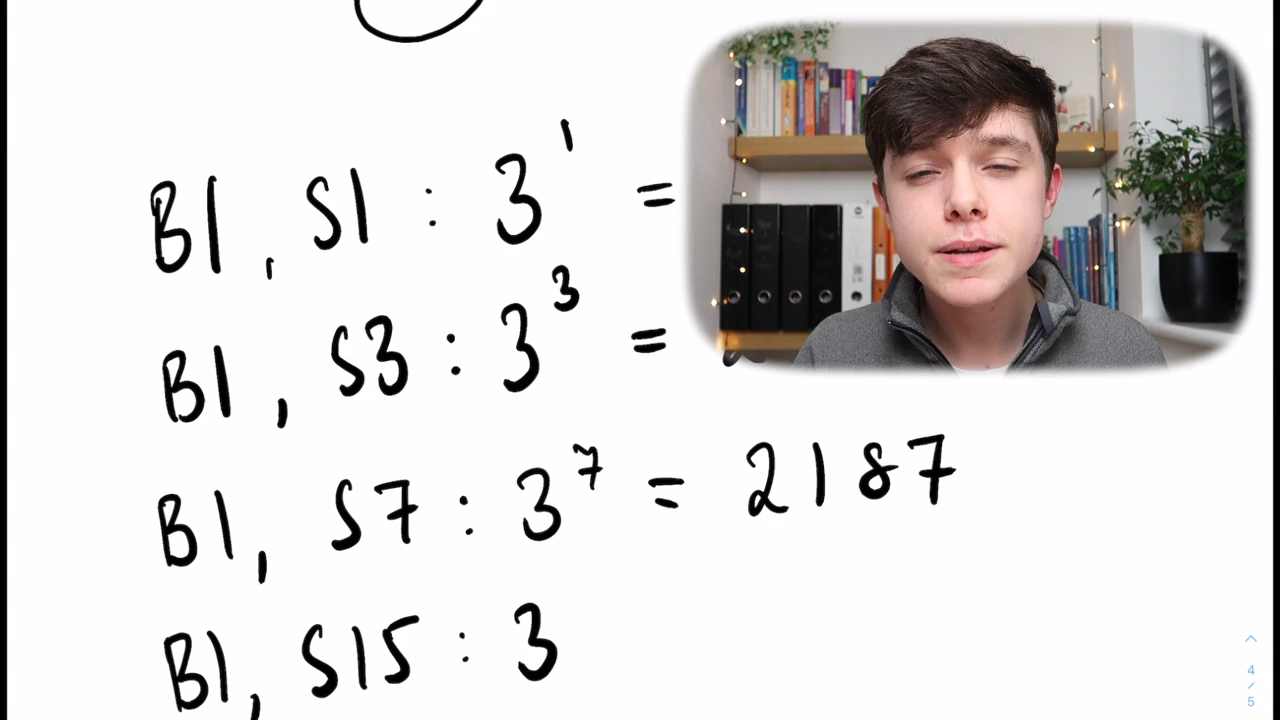 B1, S1 : 3¹ =
B1, S3 : 3³ =
B1, S7 : 3⁷ = 2187
B1, S15 : 3
4
/
5